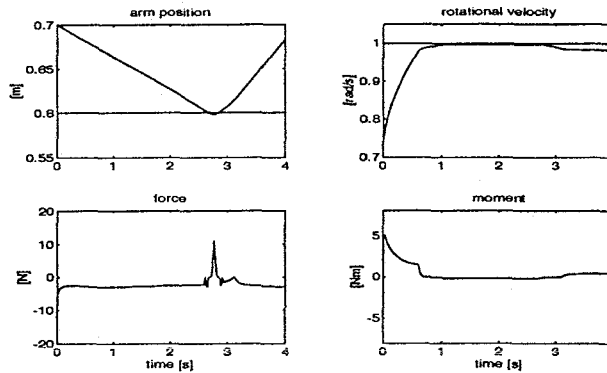 arm position
0.7
0.65
0.6
0.55
[m]
0 1 2 3 4
rotational velocity
1
0.9
0.8
0.7
[rad/s]
0 1 2 3
force
20
10
0
-10
-20
[N]
0 1 2 3 4
time [s]
moment
5
0
-5
[Nm]
0 1 2 3
time [s]